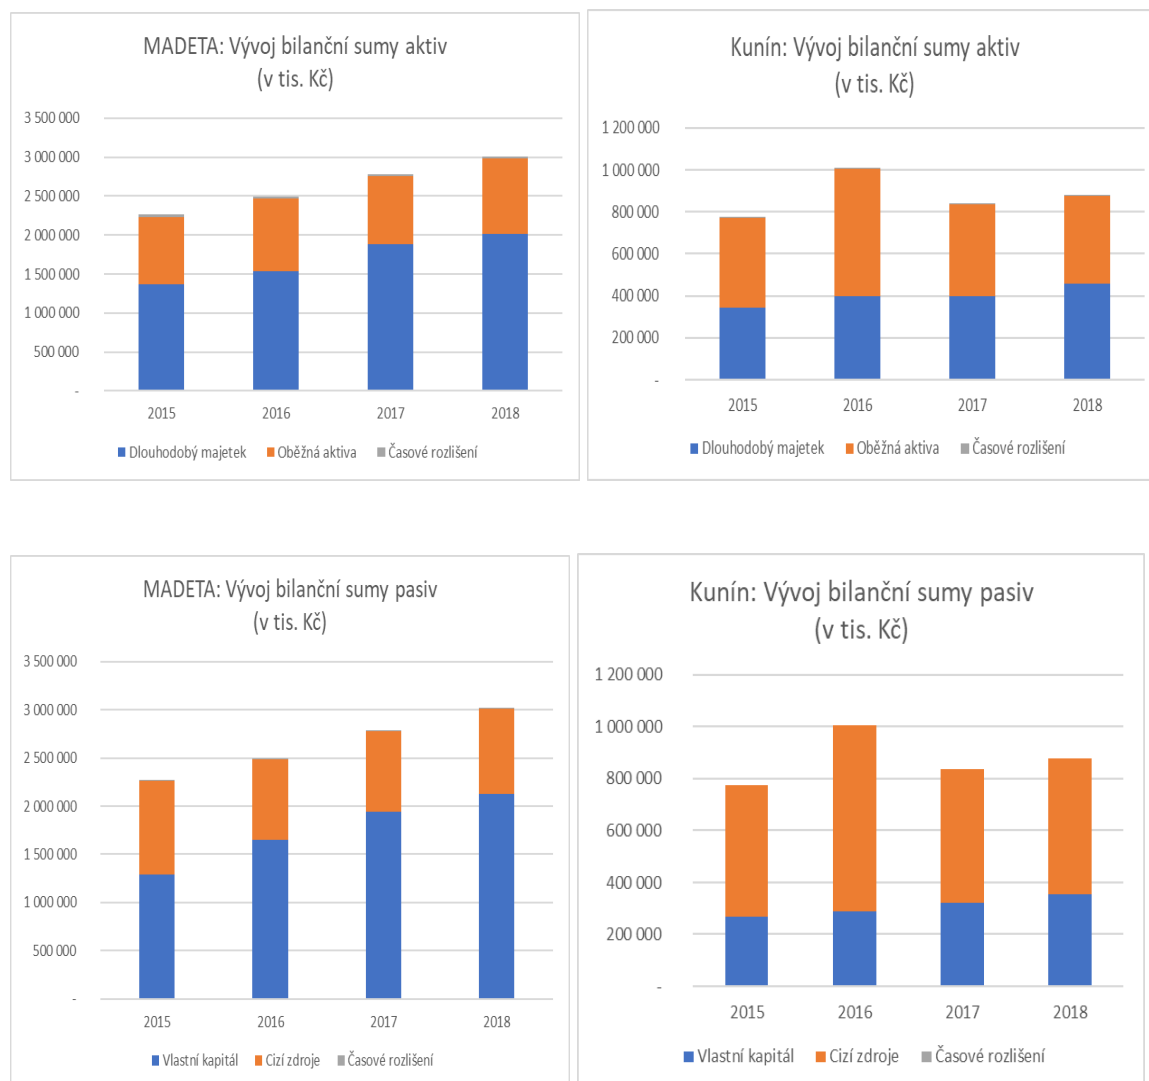 MADETA: Vývoj bilanční sumy aktiv
(v tis. Kč)
3 500 000
3 000 000
2 500 000
2 000 000
1 500 000
1 000 000
500 000
-
2015 2016 2017 2018
Dlouhodobý majetek Oběžná aktiva Časové rozlišení
Kunín: Vývoj bilanční sumy aktiv
(v tis. Kč)
1 200 000
1 000 000
800 000
600 000
400 000
200 000
-
2015 2016 2017 2018
Dlouhodobý majetek Oběžná aktiva Časové rozlišení
MADETA: Vývoj bilanční sumy pasiv
(v tis. Kč)
3 500 000
3 000 000
2 500 000
2 000 000
1 500 000
1 000 000
500 000
-
2015 2016 2017 2018
Vlastní kapitál Cizí zdroje Časové rozlišení
Kunín: Vývoj bilanční sumy pasiv
(v tis. Kč)
1 200 000
1 000 000
800 000
600 000
400 000
200 000
-
2015 2016 2017 2018
Vlastní kapitál Cizí zdroje Časové rozlišení